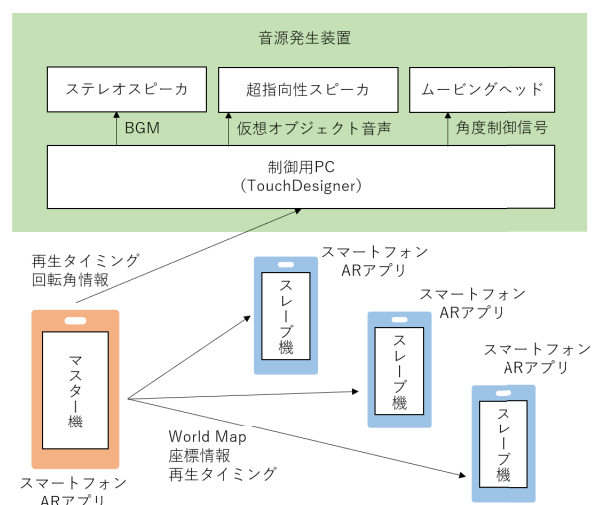 音源発生装置
ステレオスピーカ
超指向性スピーカ
ムービングヘッド
BGM
仮想オブジェクト音声
角度制御信号
制御用PC
（TouchDesigner）
再生タイミング
回転角情報
スマートフォン
ARアプリ
スレーブ機
スマートフォン
ARアプリ
スレーブ機
スマートフォン
ARアプリ
スレーブ機
マスター機
World Map
座標情報
再生タイミング
スマートフォン
ARアプリ